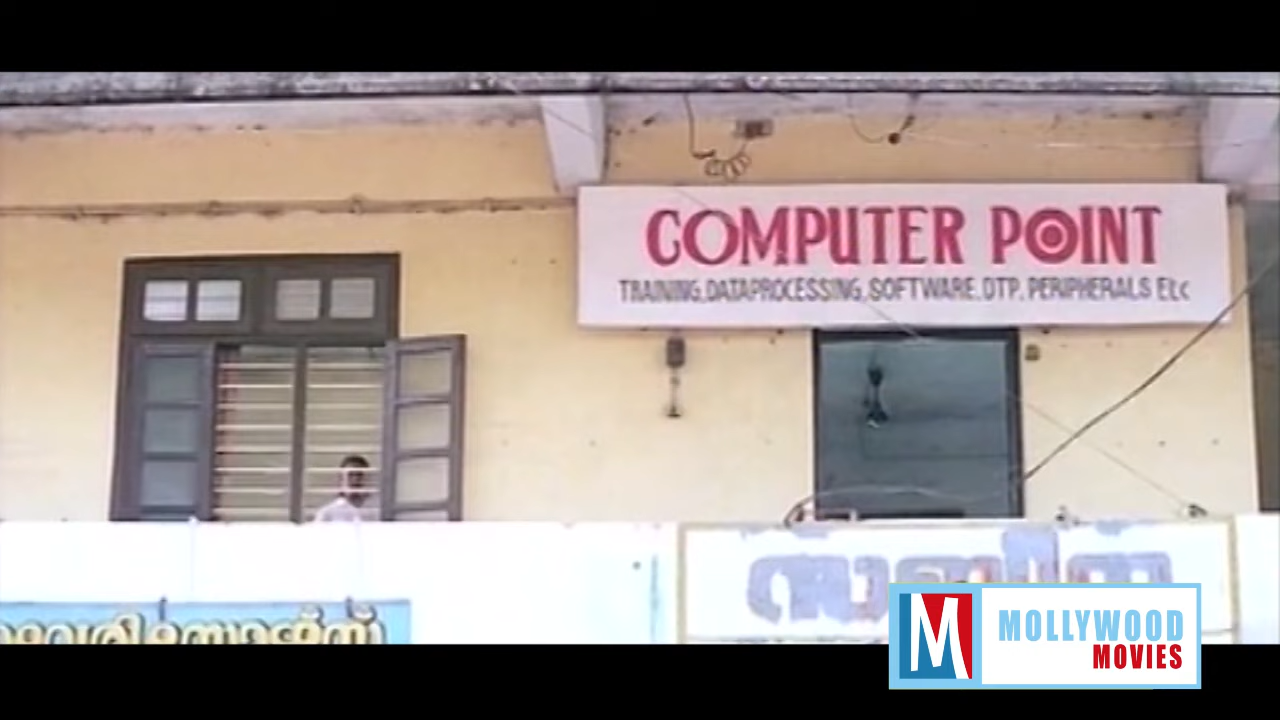 COMPUTER POINT
TRAINING, DATAPROCESSING, SOFTWARE, DTP, PERIPHERALS Etc
M MOLLYWOOD
MOVIES